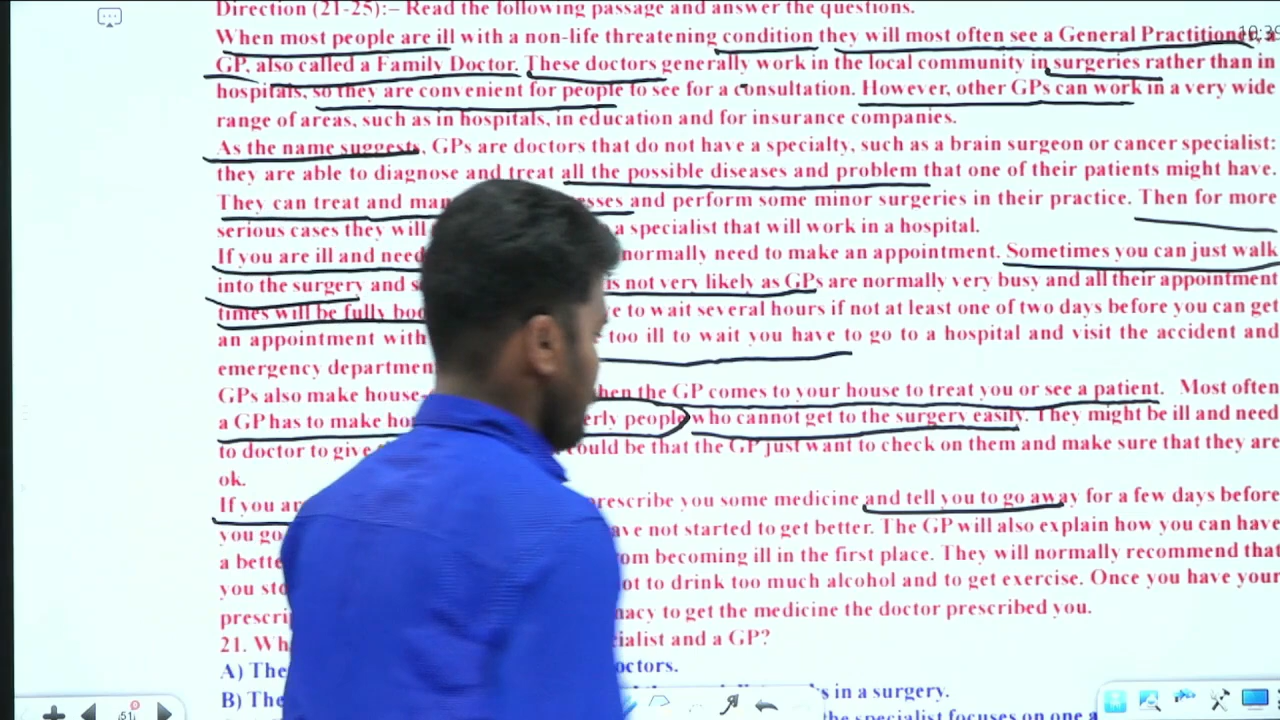 Direction (21-25):– Read the following passage and answer the questions.
When most people are ill with a non-life threatening condition they will most often see a General Practitioner, a
GP, also called a Family Doctor. These doctors generally work in the local community in surgeries rather than in
hospitals, so they are convenient for people to see for a consultation. However, other GPs can work in a very wide
range of areas, such as in hospitals, in education and for insurance companies.
As the name suggests, GPs are doctors that do not have a specialty, such as a brain surgeon or cancer specialist:
they are able to diagnose and treat all the possible diseases and problem that one of their patients might have.
They can treat and and perform some minor surgeries in their practice. Then for more
serious cases they will a specialist that will work in a hospital.
If you are ill and need normally need to make an appointment. Sometimes you can just walk
into the surgery and is not very likely as GPs are normally very busy and all their appointment
times will be fully to wait several hours if not at least one of two days before you can get
an appointment with too ill to wait you have to go to a hospital and visit the accident and
emergency
GPs also make house- when the GP comes to your house to treat you or see a patient. Most often
a GP has to make people who cannot get to the surgery easily. They might be ill and need
to doctor to give could be that the GP just want to check on them and make sure that they are
ok.
If you prescribe you some medicine and tell you to go away for a few days before
you go have not started to get better. The GP will also explain how you can have
a from becoming ill in the first place. They will normally recommend that
you not to drink too much alcohol and to get exercise. Once you have your
to get the medicine the doctor prescribed you.
21. and a GP?
A)
B) in a surgery.
the specialist focuses on one a
51